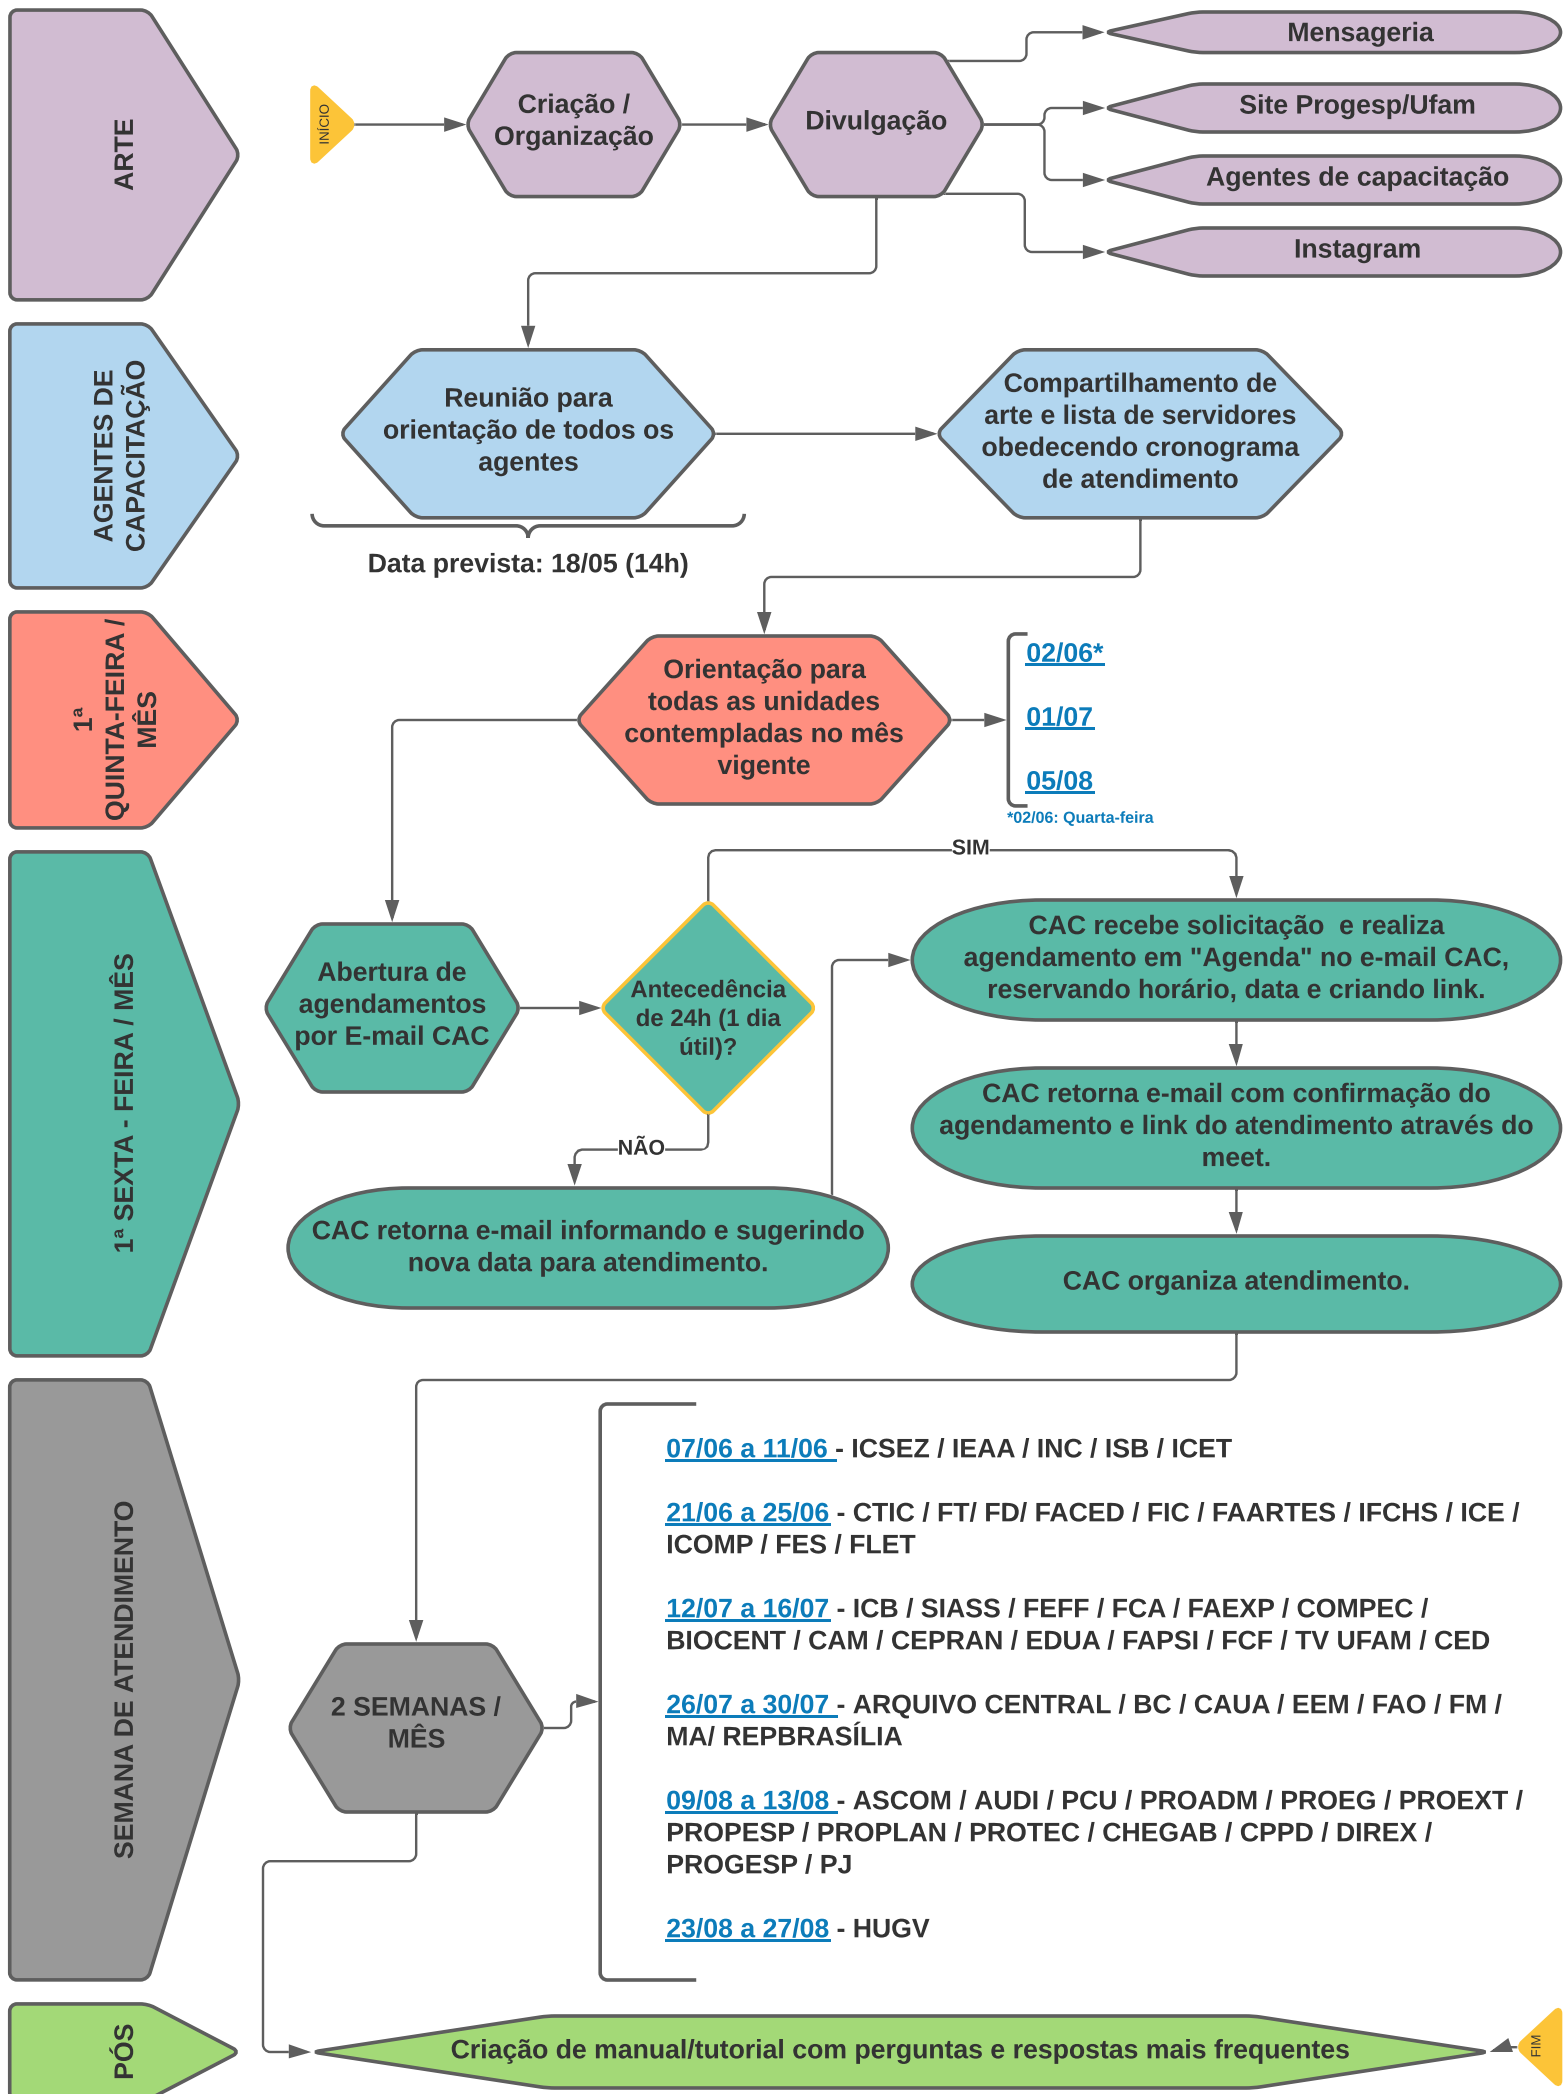 ARTE
INÍCIO
Criação /
Organização
Divulgação
Mensageria
Site Progesp/Ufam
Agentes de capacitação
Instagram
AGENTES DE
CAPACITAÇÃO
Reunião para
orientação de todos os
agentes
Data prevista: 18/05 (14h)
Compartilhamento de
arte e lista de servidores
obedecendo cronograma
de atendimento
1ª
QUINTA-FEIRA /
MÊS
Orientação para
todas as unidades
contempladas no mês
vigente
02/06*
01/07
05/08
*02/06: Quarta-feira
1ª SEXTA - FEIRA / MÊS
Abertura de
agendamentos
por E-mail CAC
Antecedência
de 24h (1 dia
útil)?
SIM
NÃO
CAC retorna e-mail informando e sugerindo
nova data para atendimento.
CAC recebe solicitação  e realiza
agendamento em "Agenda" no e-mail CAC,
reservando horário, data e criando link.
CAC retorna e-mail com confirmação do
agendamento e link do atendimento através do
meet.
CAC organiza atendimento.
SEMANA DE ATENDIMENTO
2 SEMANAS /
MÊS
07/06 a 11/06 - ICSEZ / IEAA / INC / ISB / ICET
21/06 a 25/06 - CTIC / FT/ FD/ FACED / FIC / FAARTES / IFCHS / ICE /
ICOMP / FES / FLET
12/07 a 16/07 - ICB / SIASS / FEFF / FCA / FAEXP / COMPEC /
BIOCENT / CAM / CEPRAN / EDUA / FAPSI / FCF / TV UFAM / CED
26/07 a 30/07 - ARQUIVO CENTRAL / BC / CAUA / EEM / FAO / FM /
MA/ REPBRASÍLIA
09/08 a 13/08 - ASCOM / AUDI / PCU / PROADM / PROEG / PROEXT /
PROPESP / PROPLAN / PROTEC / CHEGAB / CPPD / DIREX /
PROGESP / PJ
23/08 a 27/08 - HUGV
PÓS
Criação de manual/tutorial com perguntas e respostas mais frequentes
FIM